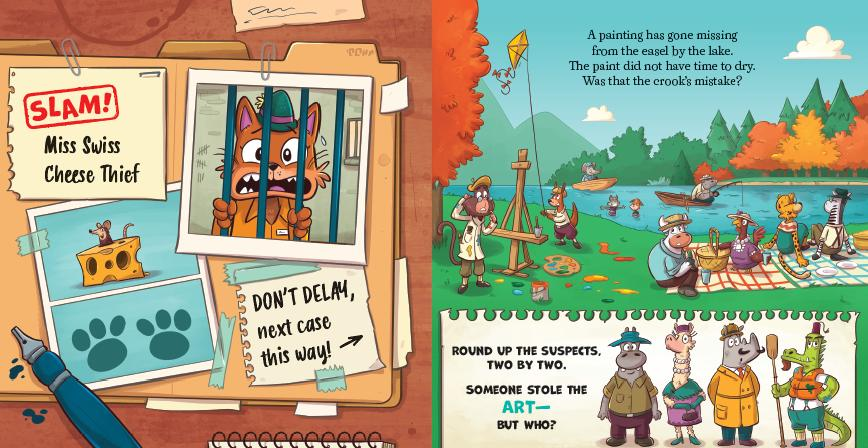 SLAM!
Miss Swiss
Cheese Thief
DON'T DELAY,
next case
this way!
A painting has gone missing
from the easel by the lake.
The paint did not have time to dry.
Was that the crook's mistake?
ROUND UP THE SUSPECTS,
TWO BY TWO.
SOMEONE STOLE THE
ART—
BUT WHO?